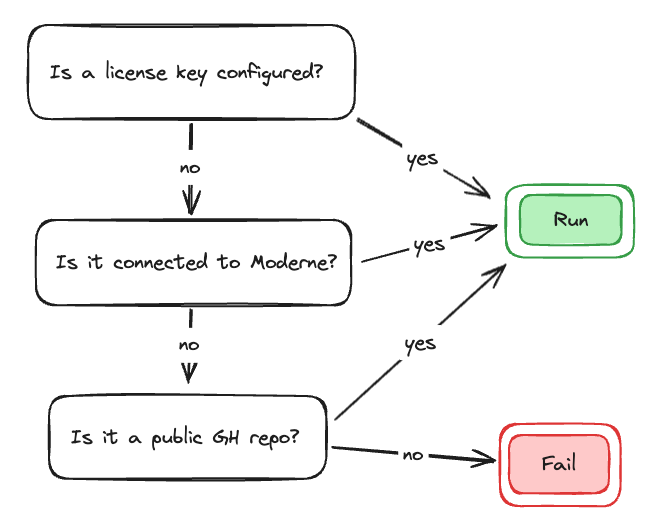 Is a license key configured?
yes
no
Run
Is it connected to Moderne?
yes
no
yes
Is it a public GH repo?
no
Fail